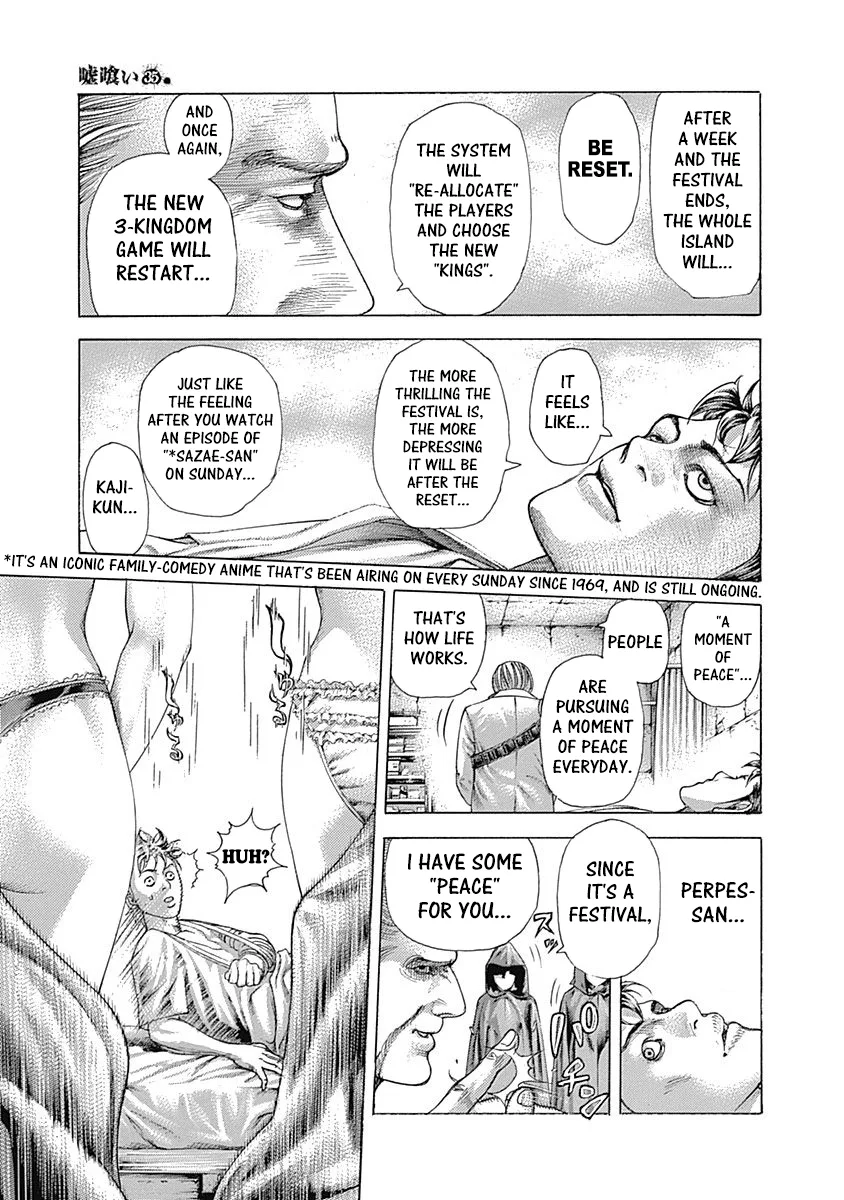 嘘喰い 35
AFTER
A WEEK
AND THE
FESTIVAL
ENDS,
THE WHOLE
ISLAND
WILL...
BE
RESET.
THE SYSTEM
WILL
"RE-ALLOCATE"
THE PLAYERS
AND CHOOSE
THE NEW
"KINGS".
AND
ONCE
AGAIN,
THE NEW
3-KINGDOM
GAME WILL
RESTART...
IT
FEELS
LIKE...
THE MORE
THRILLING THE
FESTIVAL IS,
THE MORE
DEPRESSING
IT WILL BE
AFTER THE
RESET...
JUST LIKE
THE FEELING
AFTER YOU WATCH
AN EPISODE OF
"*SAZAE-SAN"
ON SUNDAY...
KAJI-
KUN...
*IT'S AN ICONIC FAMILY-COMEDY ANIME THAT'S BEEN AIRING ON EVERY SUNDAY SINCE 1969, AND IS STILL ONGOING.
"A
MOMENT
OF
PEACE"...
PEOPLE
ARE
PURSUING
A MOMENT
OF PEACE
EVERYDAY.
THAT'S
HOW LIFE
WORKS.
PERPES-
SAN...
SINCE
IT'S A
FESTIVAL,
I HAVE SOME
"PEACE"
FOR YOU...
スッ
パチン
HUH?